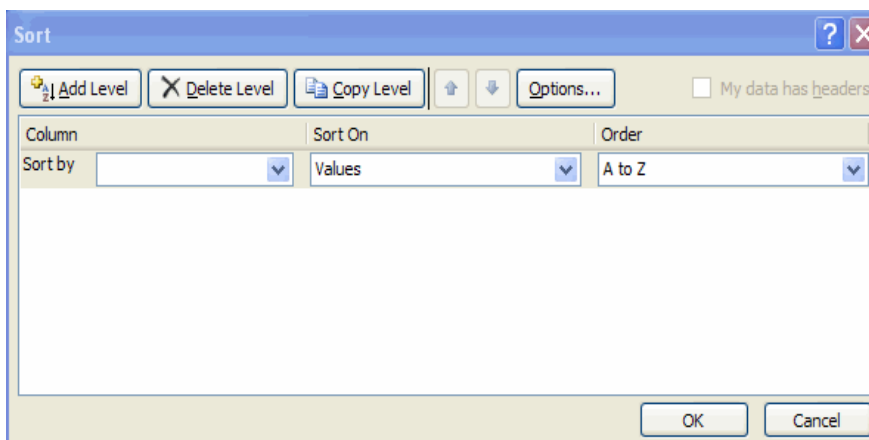 Sort
Add Level Delete Level Copy Level Options... My data has headers
Column Sort On Order
Sort by Values A to Z
OK Cancel